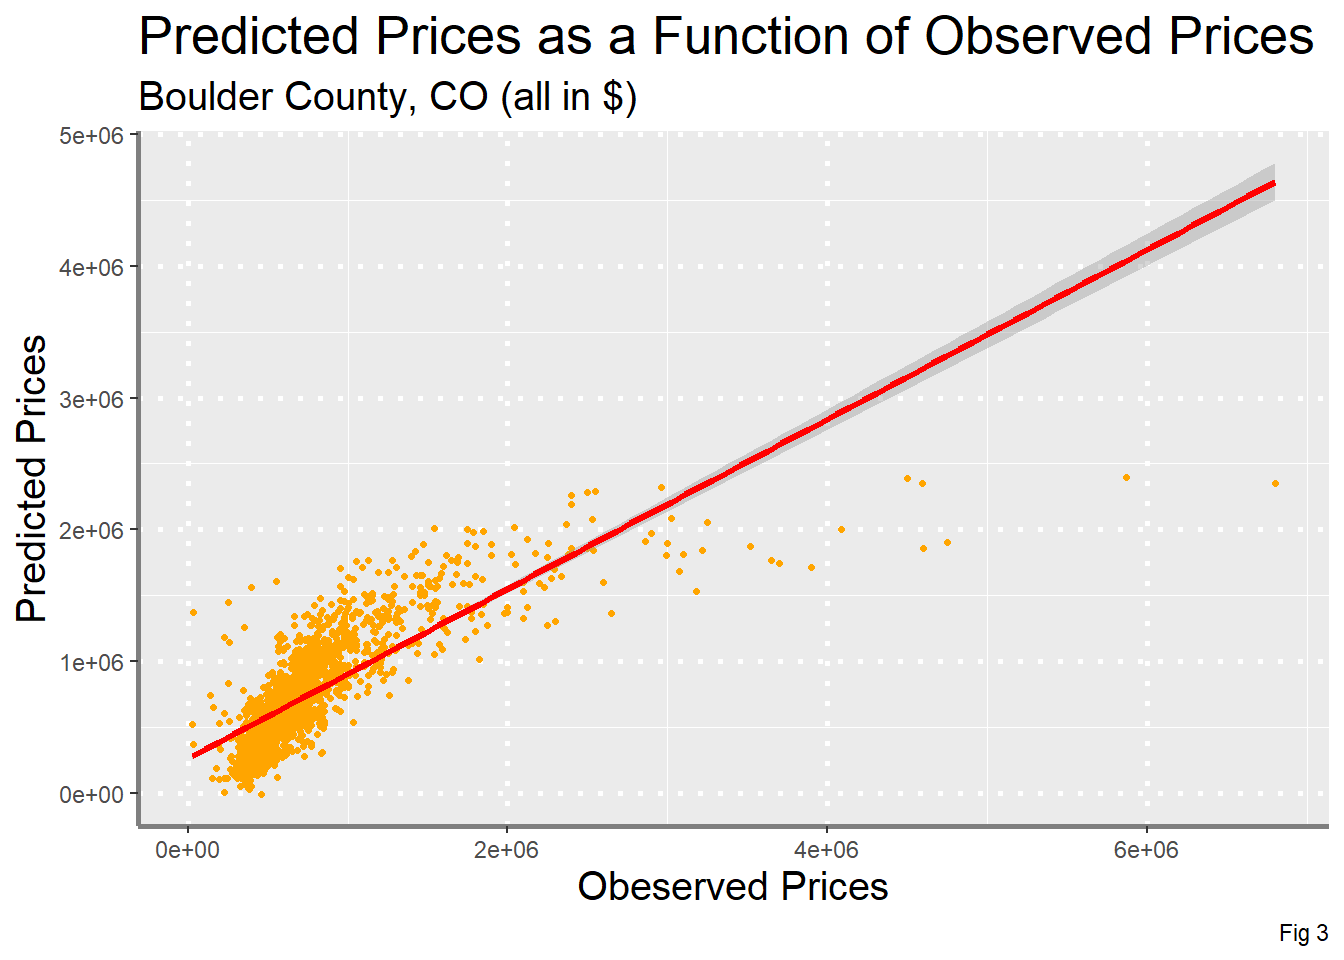 Predicted Prices as a Function of Observed Prices
Boulder County, CO (all in $)
5e+06
4e+06
3e+06
2e+06
1e+06
0e+00
Predicted Prices
0e+00 2e+06 4e+06 6e+06
Obeserved Prices
Fig 3